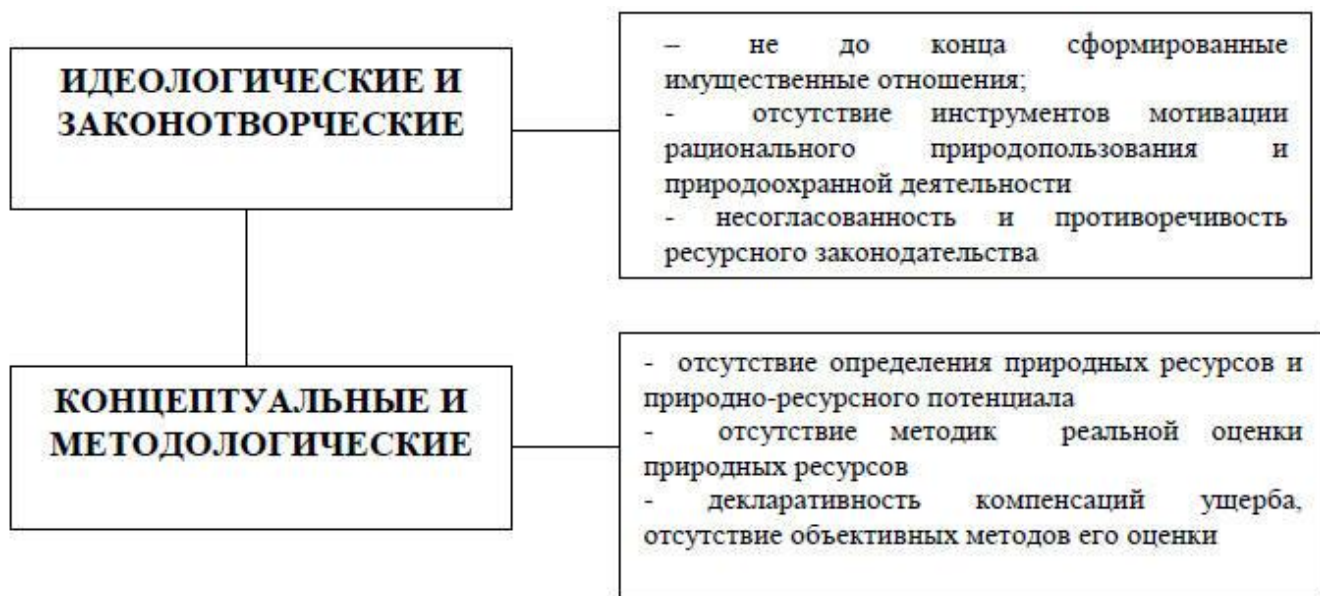 ИДЕОЛОГИЧЕСКИЕ И
ЗАКОНОТВОРЧЕСКИЕ
– не до конца сформированные
имущественные отношения;
- отсутствие инструментов мотивации
рационального природопользования и
природоохранной деятельности
- несогласованность и противоречивость
ресурсного законодательства
КОНЦЕПТУАЛЬНЫЕ И
МЕТОДОЛОГИЧЕСКИЕ
- отсутствие определения природных ресурсов и
природно-ресурсного потенциала
- отсутствие методик реальной оценки
природных ресурсов
- декларативность компенсаций ущерба,
отсутствие объективных методов его оценки